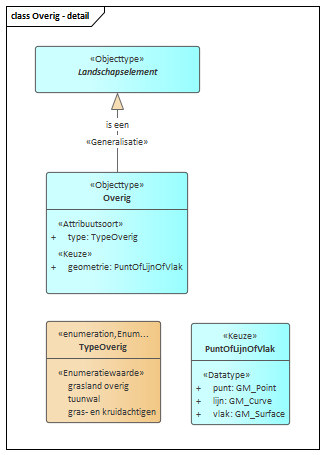 class Overig - detail
«Objecttype»
Landschapselement
is een
«Generalisatie»
«Objecttype»
Overig
«Attribuutsoort»
+ type: TypeOverig
«Keuze»
+ geometrie: PuntOfLijnOfVlak
«enumeration,Enum...
TypeOverig
«Enumeratiewaarde»
grasland overig
tuunwal
gras- en kruidachtigen
«Keuze»
PuntOfLijnOfVlak
«Datatype»
+ punt: GM_Point
+ lijn: GM_Curve
+ vlak: GM_Surface